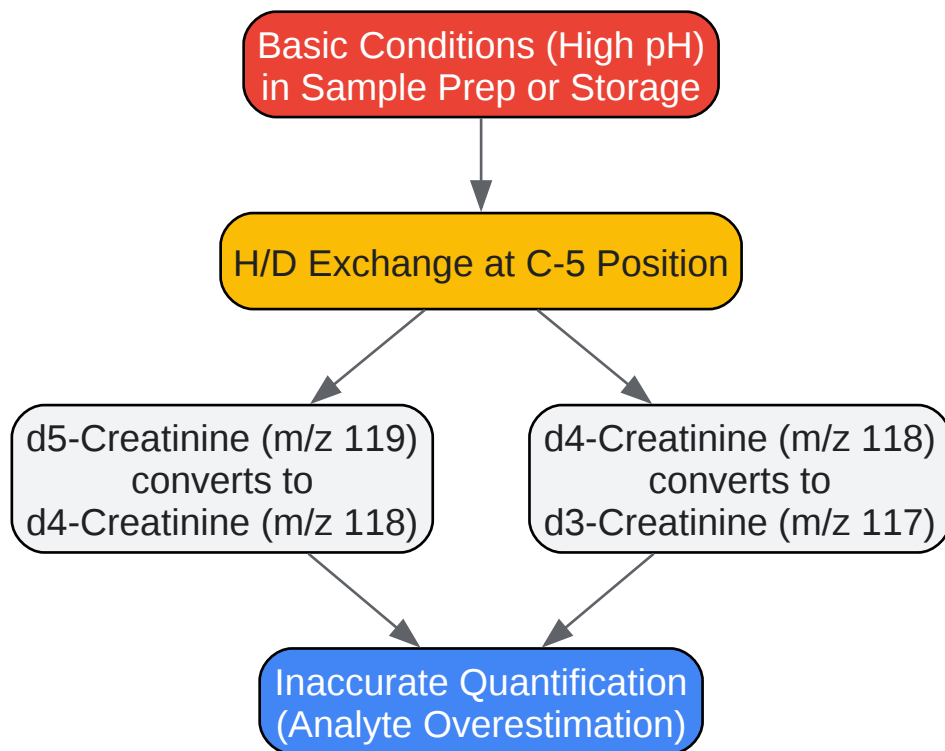 Basic Conditions (High pH)
in Sample Prep or Storage
H/D Exchange at C-5 Position
d5-Creatinine (m/z 119)
converts to
d4-Creatinine (m/z 118)
d4-Creatinine (m/z 118)
converts to
d3-Creatinine (m/z 117)
Inaccurate Quantification
(Analyte Overestimation)